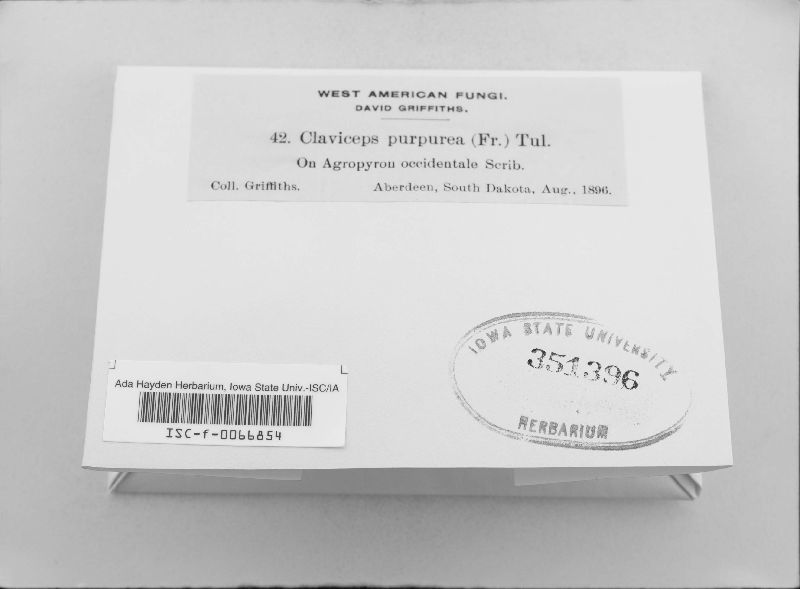 WEST AMERICAN FUNGI.
DAVID GRIFFITHS.
42. Claviceps purpurea (Fr.) Tul.
On Agropyron occidentale Scrib.
Coll. Griffiths. Aberdeen, South Dakota, Aug., 1896.
IOWA STATE UNIVERSITY
351396
HERBARIUM
Ada Hayden Herbarium, Iowa State Univ.-ISC/IA
ISC-f-0066854